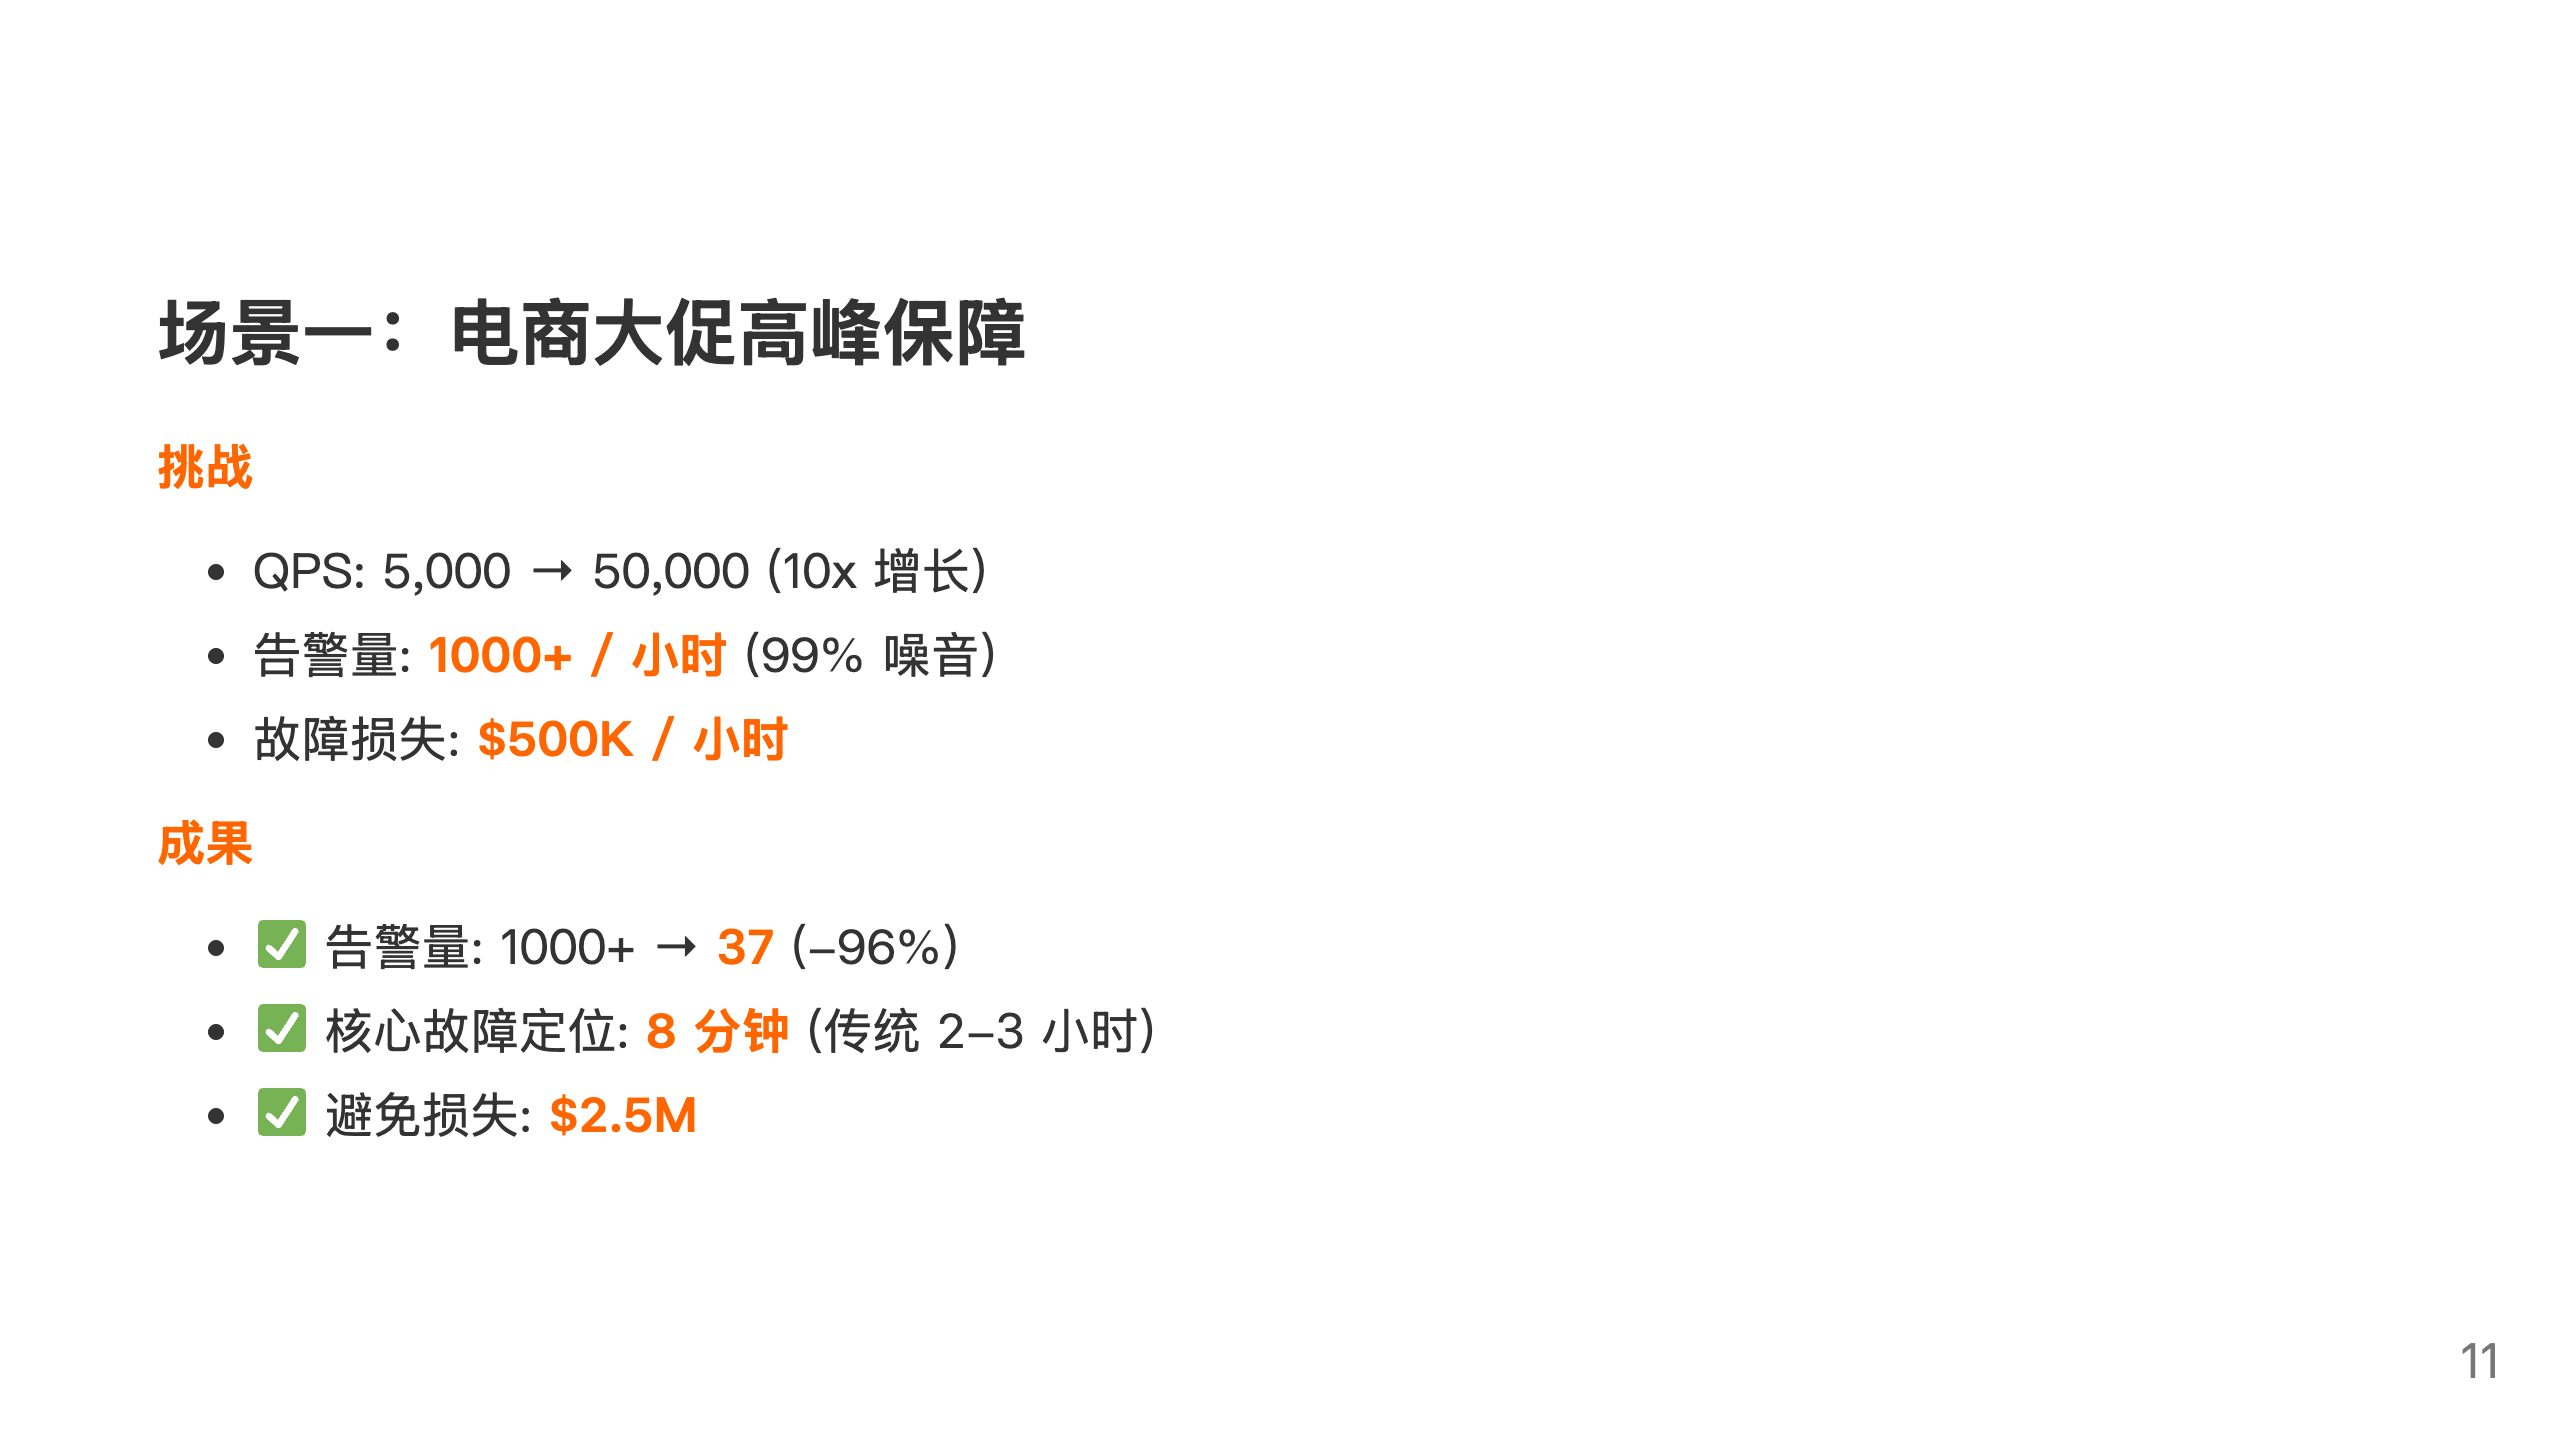 场景一：电商大促高峰保障
挑战
• QPS: 5,000 → 50,000 (10x 增长)
• 告警量: 1000+ / 小时 (99% 噪音)
• 故障损失: $500K / 小时
成果
• ✅ 告警量: 1000+ → 37 (–96%)
• ✅ 核心故障定位: 8 分钟 (传统 2–3 小时)
• ✅ 避免损失: $2.5M
11